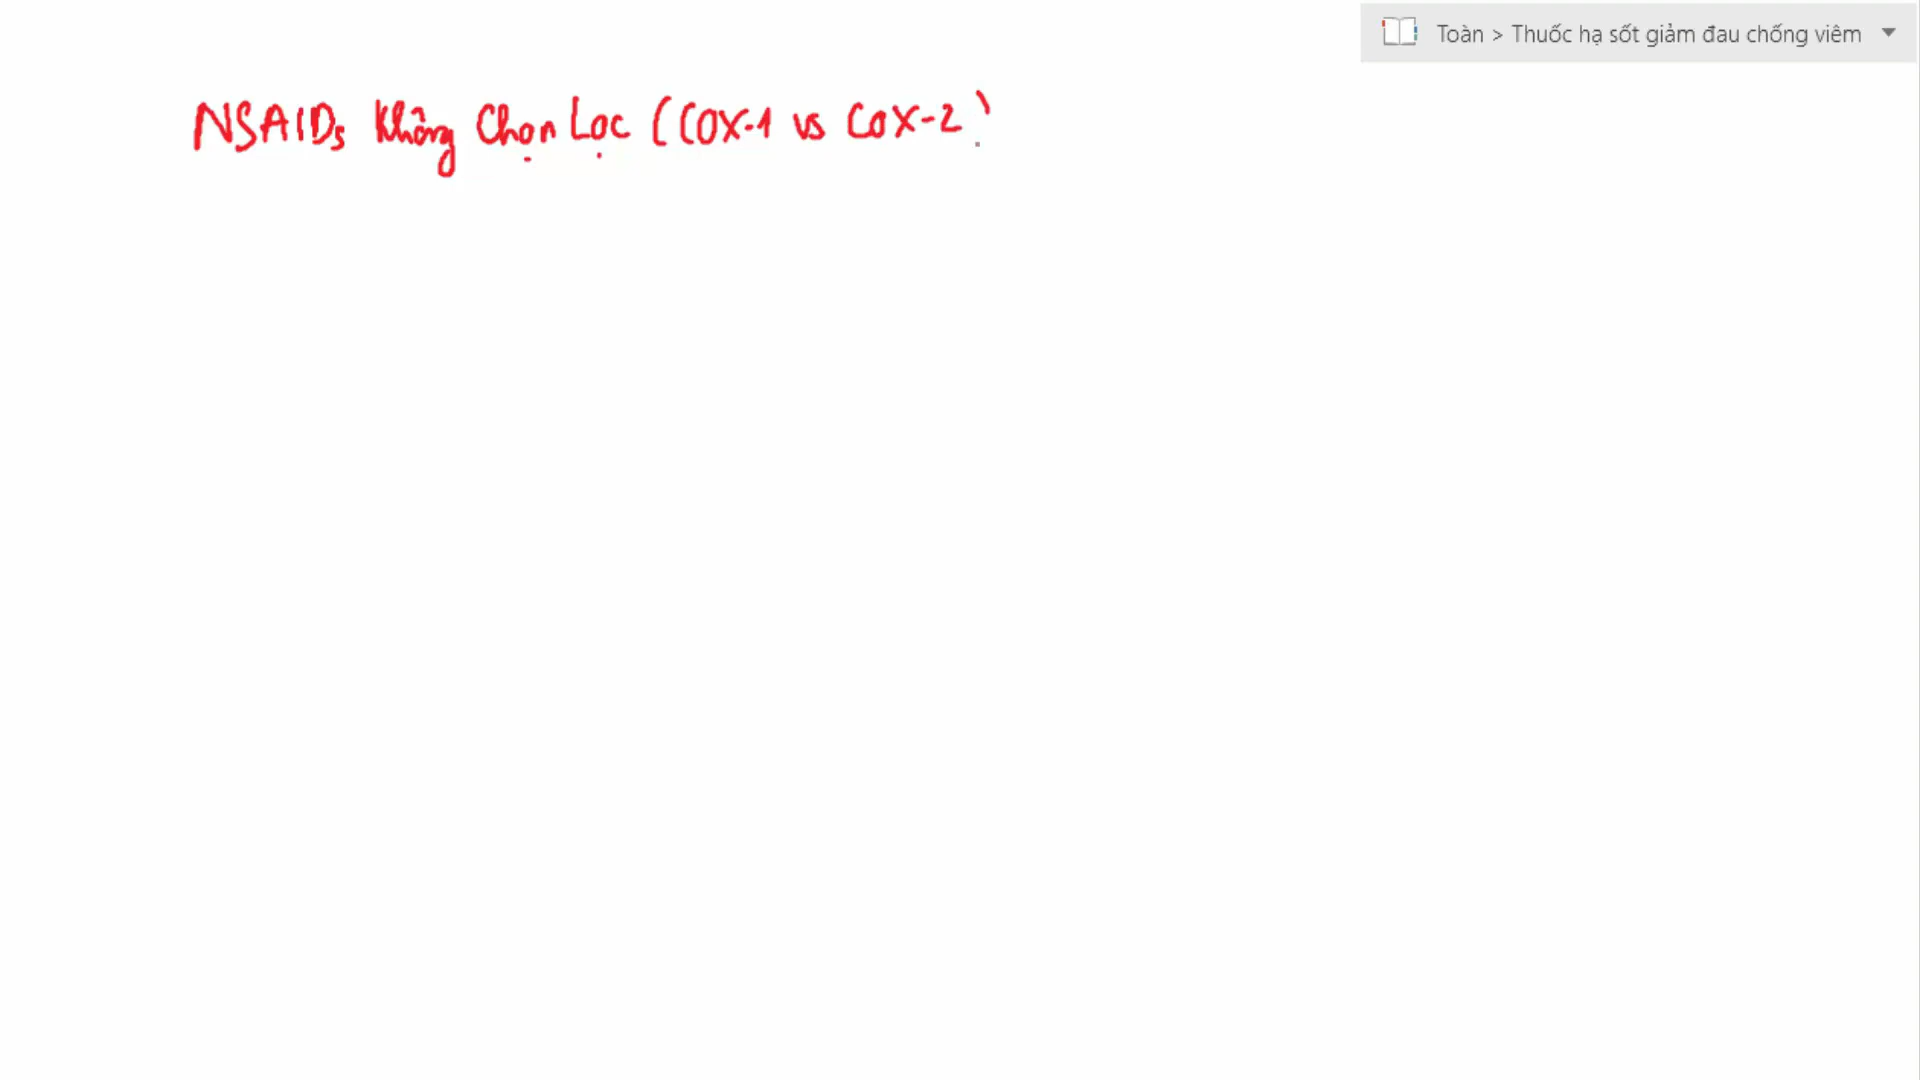 Toàn > Thuốc hạ sốt giảm đau chống viêm
NSAIDs Không Chọn Lọc (COX-1 vs COX-2)